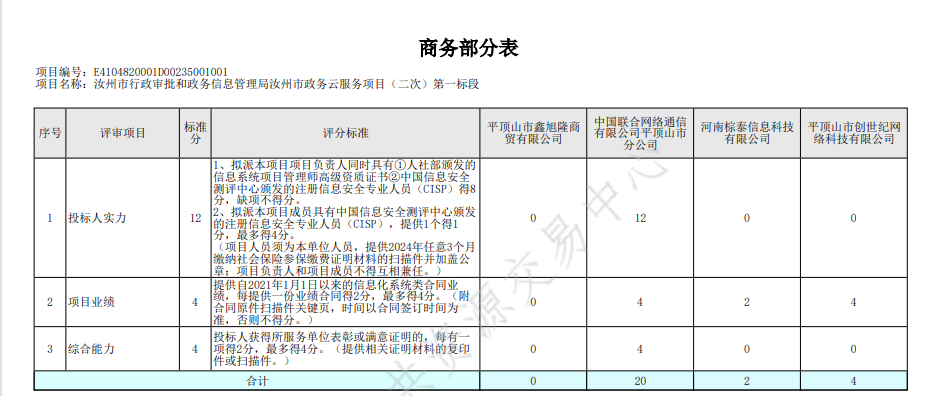 商务部分表
项目编号：E4104820001D00235001001
项目名称：汝州市行政审批和政务信息管理局汝州市政务云服务项目（二次）第一标段
序号 评审项目 标准分 评分标准 平顶山市鑫旭隆商贸有限公司 中国联合网络通信有限公司平顶山市分公司 河南棕泰信息科技有限公司 平顶山市创世纪网络科技有限公司
1 投标人实力 12
1、拟派本项目项目负责人同时具有①人社部颁发的
信息系统项目管理师高级资质证书②中国信息安全
测评中心颁发的注册信息安全专业人员（CISP）得8
分，缺项不得分。
2、拟派本项目成员具有中国信息安全测评中心颁发
的注册信息安全专业人员（CISP），提供1个得1
分，最多得4分。
（项目人员须为本单位人员，提供2024年任意3个月
缴纳社会保险参保缴费证明材料的扫描件并加盖公
章；项目负责人和项目成员不得互相兼任。）
0 12 0 0
2 项目业绩 4
提供自2021年1月1日以来的信息化系统类合同业
绩，每提供一份业绩合同得2分，最多得4分。（附
合同原件扫描件关键页，时间以合同签订时间为
准，否则不得分。）
0 4 2 4
3 综合能力 4
投标人获得所服务单位表彰或满意证明的，每有一
项得2分，最多得4分。（提供相关证明材料的复印
件或扫描件。）
0 4 0 0
合计 0 20 2 4
共资源交易中心